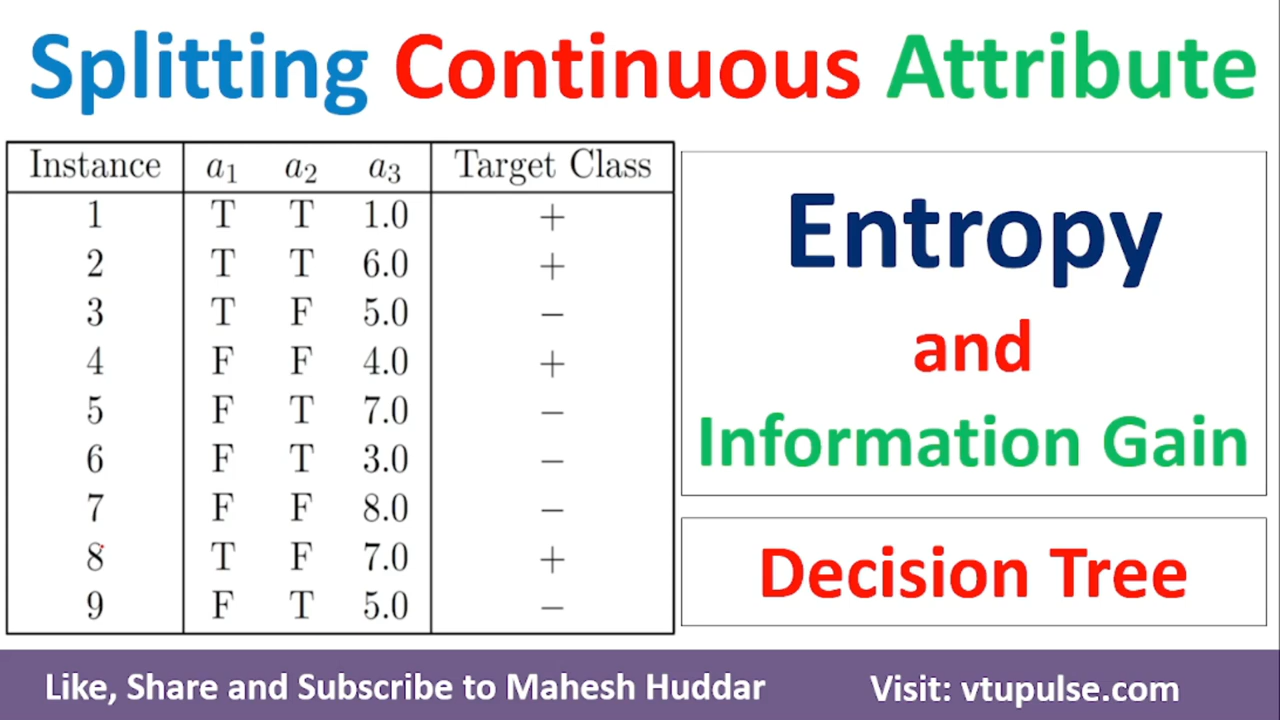 Splitting Continuous Attribute
Instance a1 a2 a3 Target Class
1 T T 1.0 +
2 T T 6.0 +
3 T F 5.0 −
4 F F 4.0 +
5 F T 7.0 −
6 F T 3.0 −
7 F F 8.0 −
8 T F 7.0 +
9 F T 5.0 −
Entropy
and
Information Gain
Decision Tree
Like, Share and Subscribe to Mahesh Huddar
Visit: vtupulse.com